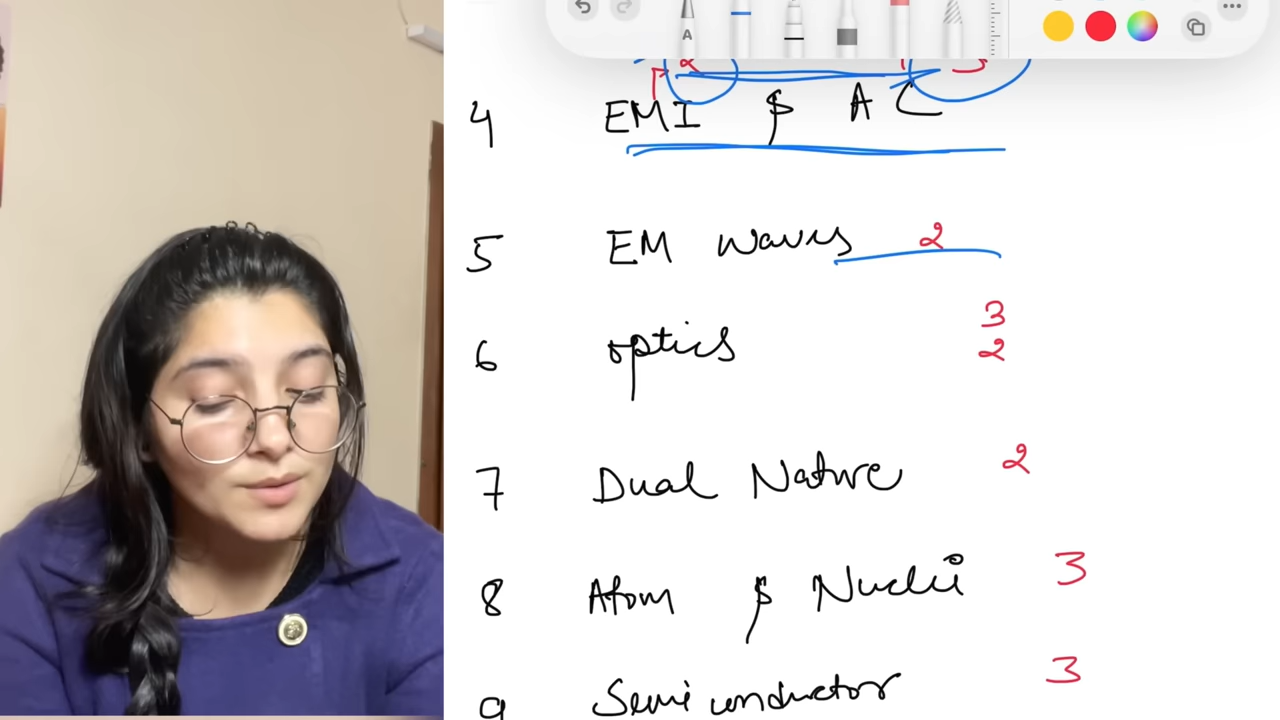 4 EMI $ AC
5 EM Waves 2
6 optics 3 2
7 Dual Nature 2
8 Atom $ Nuclei 3
9 Semiconductor 3